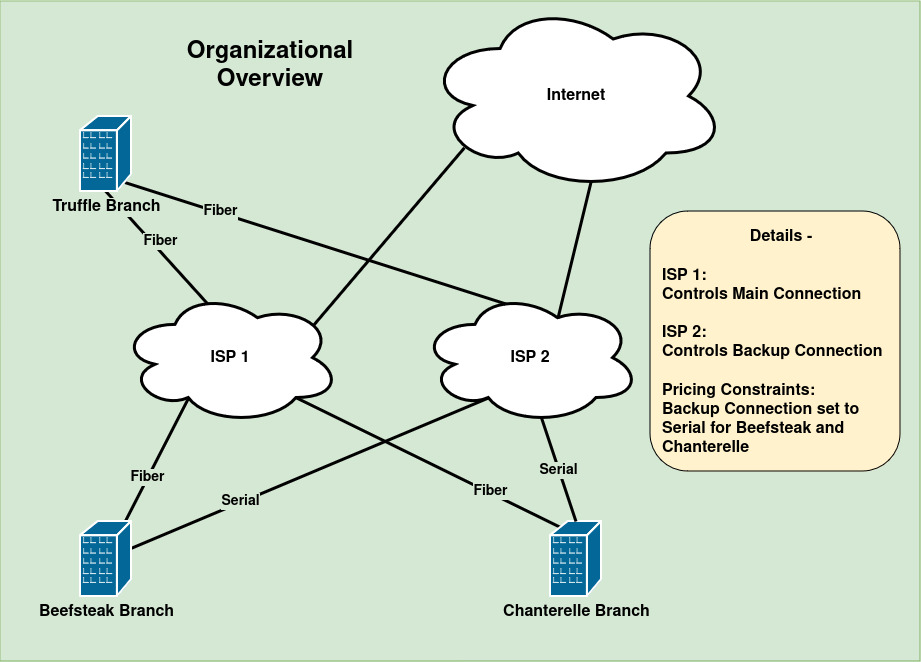 Organizational
Overview
Internet
Truffle Branch
Fiber
Fiber
Details -
ISP 1:
Controls Main Connection
ISP 2:
Controls Backup Connection
Pricing Constraints:
Backup Connection set to
Serial for Beefsteak and
Chanterelle
ISP 1
ISP 2
Fiber
Serial
Fiber
Serial
Beefsteak Branch
Chanterelle Branch